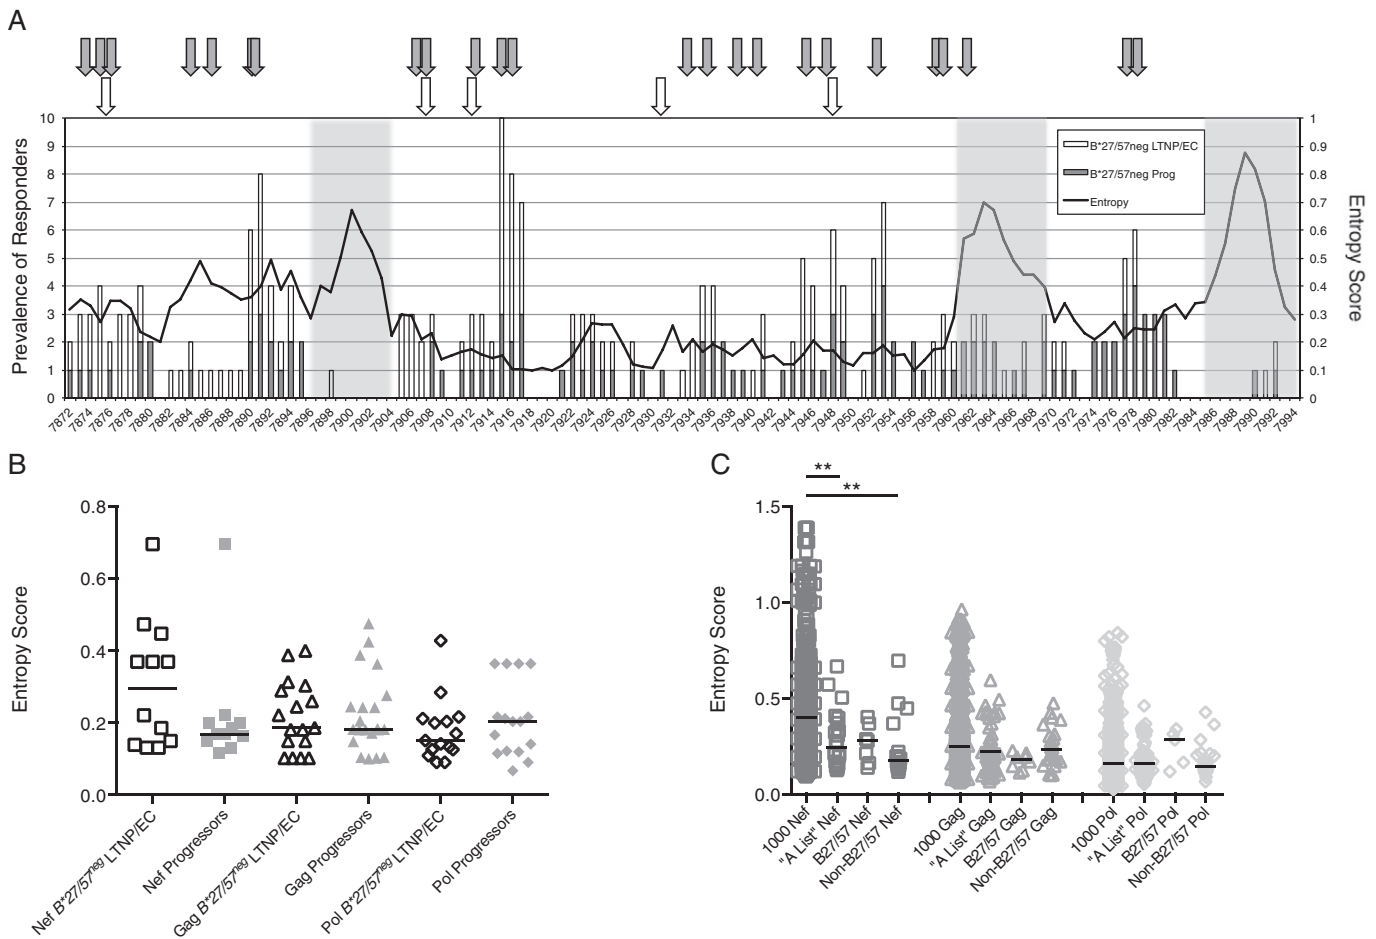 A
Prevalence of Responders
10
9
8
7
6
5
4
3
2
1
0
1
0.9
0.8
0.7
0.6
0.5
0.4
0.3
0.2
0.1
0
Entropy Score
B*27/57neg LTNP/EC
B*27/57neg Prog
Entropy
7872 7874 7876 7878 7880 7882 7884 7886 7888 7890 7892 7894 7896 7898 7900 7902 7904 7906 7908 7910 7912 7914 7916 7918 7920 7922 7924 7926 7928 7930 7932 7934 7936 7938 7940 7942 7944 7946 7948 7950 7952 7954 7956 7958 7960 7962 7964 7966 7968 7970 7972 7974 7976 7978 7980 7982 7984 7986 7988 7990 7992 7994
B
Entropy Score
0.8
0.6
0.4
0.2
0.0
Nef B*27/57neg LTNP/EC
Nef Progressors
Gag B*27/57neg LTNP/EC
Gag Progressors
Pol B*27/57neg LTNP/EC
Pol Progressors
C
**
**
Entropy Score
1.5
1.0
0.5
0.0
1000 Nef
"A List" Nef
B27/57 Nef
Non-B27/57 Nef
1000 Gag
"A List" Gag
B27/57 Gag
Non-B27/57 Gag
1000 Pol
"A List" Pol
B27/57 Pol
Non-B27/57 Pol